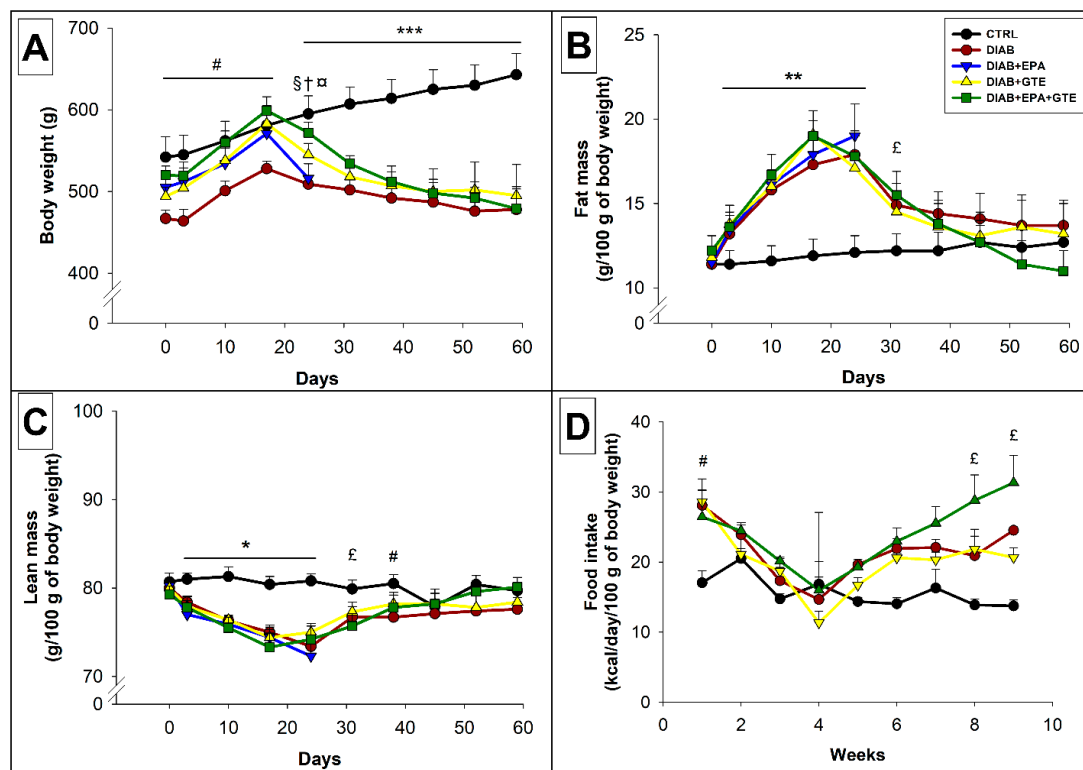 A
700
600
500
400
0
Body weight (g)
#
§†¤
***
0 10 20 30 40 50 60
Days
B
25
20
15
10
0
Fat mass
(g/100 g of body weight)
**
£
CTRL
DIAB
DIAB+EPA
DIAB+GTE
DIAB+EPA+GTE
0 10 20 30 40 50 60
Days
C
100
90
80
70
0
Lean mass
(g/100 g of body weight)
*
£
#
0 10 20 30 40 50 60
Days
D
40
30
20
10
0
Food intake
(kcal/day/100 g of body weight)
#
£
£
0 2 4 6 8 10
Weeks